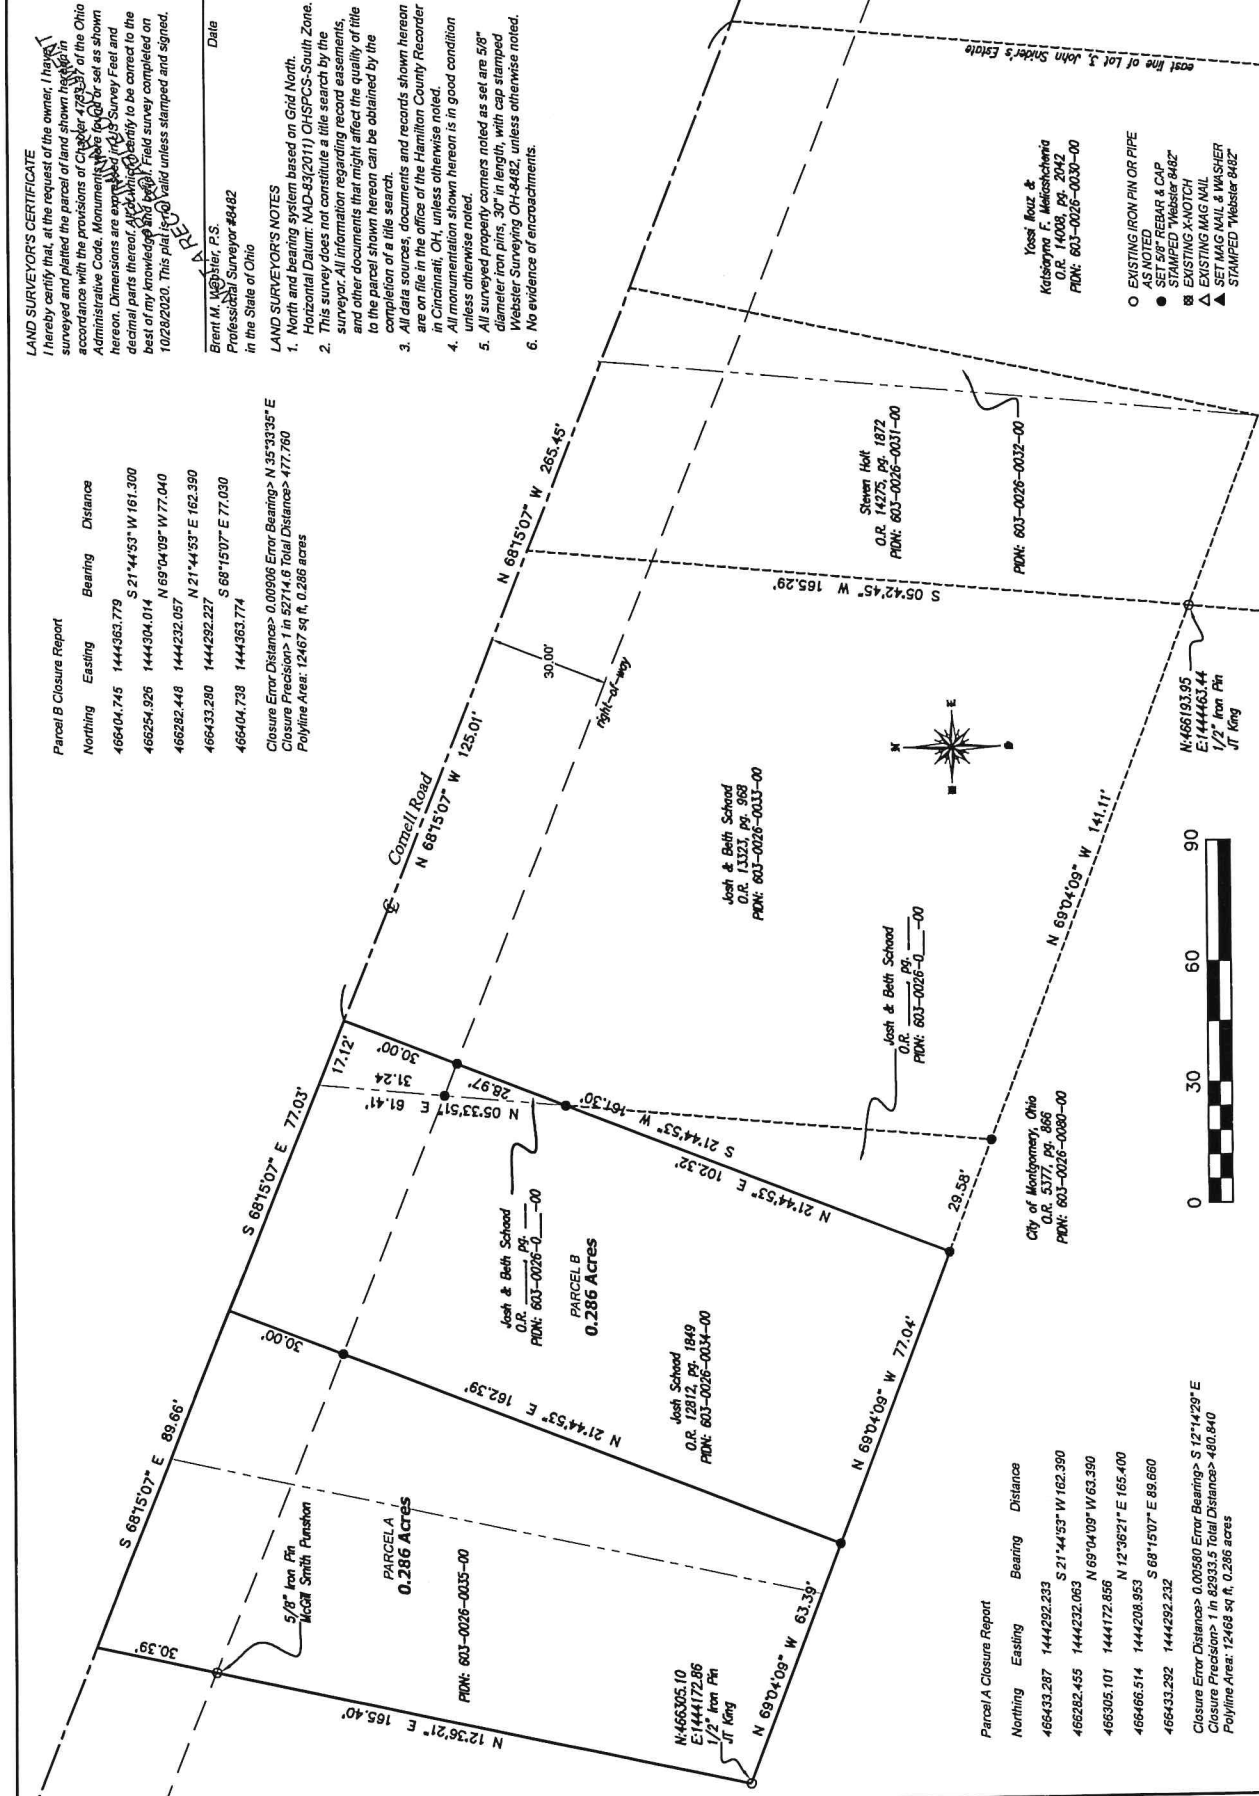 LAND SURVEYOR'S CERTIFICATE
I hereby certify that, at the request of the owner, I have
surveyed and platted the parcel of land shown hereon in
accordance with the provisions of Chapter 4733-37 of the Ohio
Administrative Code. Monuments were found or set as shown
hereon. Dimensions are expressed in US Survey Feet and
decimal parts thereof. All of which I certify to be correct to the
best of my knowledge and belief. Field survey completed on
10/28/2020. This plat is not valid unless stamped and signed.
Brent M. Webster, P.S. Date
Professional Surveyor #8482
in the State of Ohio
LAND SURVEYOR'S NOTES
1. North and bearing system based on Grid North.
Horizontal Datum: NAD-83(2011) OHSPCS-South Zone.
2. This survey does not constitute a title search by the
surveyor. All information regarding record easements,
and other documents that might affect the quality of title
to the parcel shown hereon can be obtained by the
completion of a title search.
3. All data sources, documents and records shown hereon
are on file in the office of the Hamilton County Recorder
in Cincinnati, OH, unless otherwise noted.
4. All monumentation shown hereon is in good condition
unless otherwise noted.
5. All surveyed property corners noted as set are 5/8"
diameter iron pins, 30" in length, with cap stamped
Webster Surveying OH-8482, unless otherwise noted.
6. No evidence of encroachments.
Parcel B Closure Report
Northing Easting Bearing Distance
466404.745 1444363.779
S 21°44'53" W 161.300
466254.926 1444304.014
N 69°04'09" W 77.040
466282.448 1444232.057
N 21°44'53" E 162.390
466433.280 1444292.227
S 68°15'07" E 77.030
466404.738 1444363.774
Closure Error Distance> 0.00906 Error Bearing> N 35°33'35" E
Closure Precision> 1 in 52714.6 Total Distance> 477.760
Polyline Area: 12467 sq ft, 0.286 acres
east line of Lot 3, John Snider's Estate
Yossi Ilouz &
O.R. 14008, pg. 2042
PIDN: 603-0026-0030-00
EXISTING IRON PIN OR PIPE
AS NOTED
SET 5/8" REBAR & CAP
STAMPED "Webster 8482"
EXISTING X-NOTCH
EXISTING MAG NAIL
SET MAG NAIL & WASHER
STAMPED "Webster 8482"
N 68°15'07" W 265.45'
Steven Holt
O.R. 14275, pg. 1872
PIDN: 603-0026-0031-00
PIDN: 603-0026-0032-00
S 05°42'45" W 165.29'
30.00'
right-of-way
Cornell Road
N 68°15'07" W 125.01'
Josh & Beth Schaad
O.R. 13323, pg. 968
PIDN: 603-0026-0033-00
E
N:466193.95
E:1444463.44
1/2" Iron Pin
JT King
N 69°04'09" W 141.11'
Josh & Beth Schaad
O.R. ______, pg. ____
PIDN: 603-0026-0___-00
City of Montgomery, Ohio
O.R. 5377, pg. 866
PIDN: 603-0026-0080-00
0 30 60 90
17.12'
30.00'
31.24
28.97'
N 05°33'51" E 61.41'
S 68°15'07" E 77.03'
S 21°44'53" W 161.30'
N 21°44'53" E 102.32'
29.58'
Josh & Beth Schaad
O.R. ______, pg. ____
PIDN: 603-0026-0___-00
PARCEL B
0.286 Acres
Josh Schaad
O.R. 12812, pg. 1849
PIDN: 603-0026-0034-00
N 69°04'09" W 77.04'
30.00'
N 21°44'53" E 162.39'
S 68°15'07" E 89.66'
5/8" Iron Pin
McGill Smith Punshon
PARCEL A
0.286 Acres
PIDN: 603-0026-0035-00
30.39'
N 12°36'21" E 165.40'
N:466305.10
E:1444172.86
1/2" Iron Pin
JT King
N 69°04'09" W 63.39'
Parcel A Closure Report
Northing Easting Bearing Distance
466433.287 1444292.233
S 21°44'53" W 162.390
466282.455 1444232.063
N 69°04'09" W 63.390
466305.101 1444172.856
N 12°36'21" E 165.400
466466.514 1444208.953
S 68°15'07" E 89.660
466433.292 1444292.232
Closure Error Distance> 0.00580 Error Bearing> S 12°14'29" E
Closure Precision> 1 in 82933.5 Total Distance> 480.840
Polyline Area: 12468 sq ft, 0.286 acres